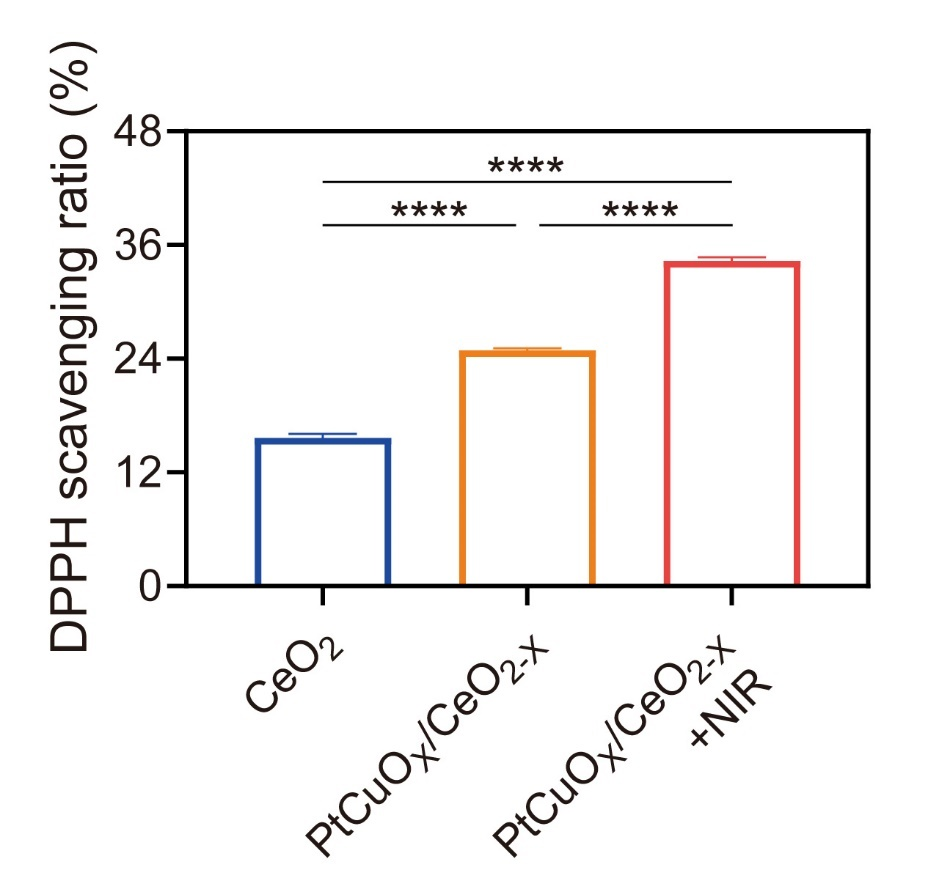 DPPH scavenging ratio (%)
48
36
24
12
0
****
**** ****
CeO₂
PtCuOₓ/CeO₂₋ₓ
PtCuOₓ/CeO₂₋ₓ
+NIR